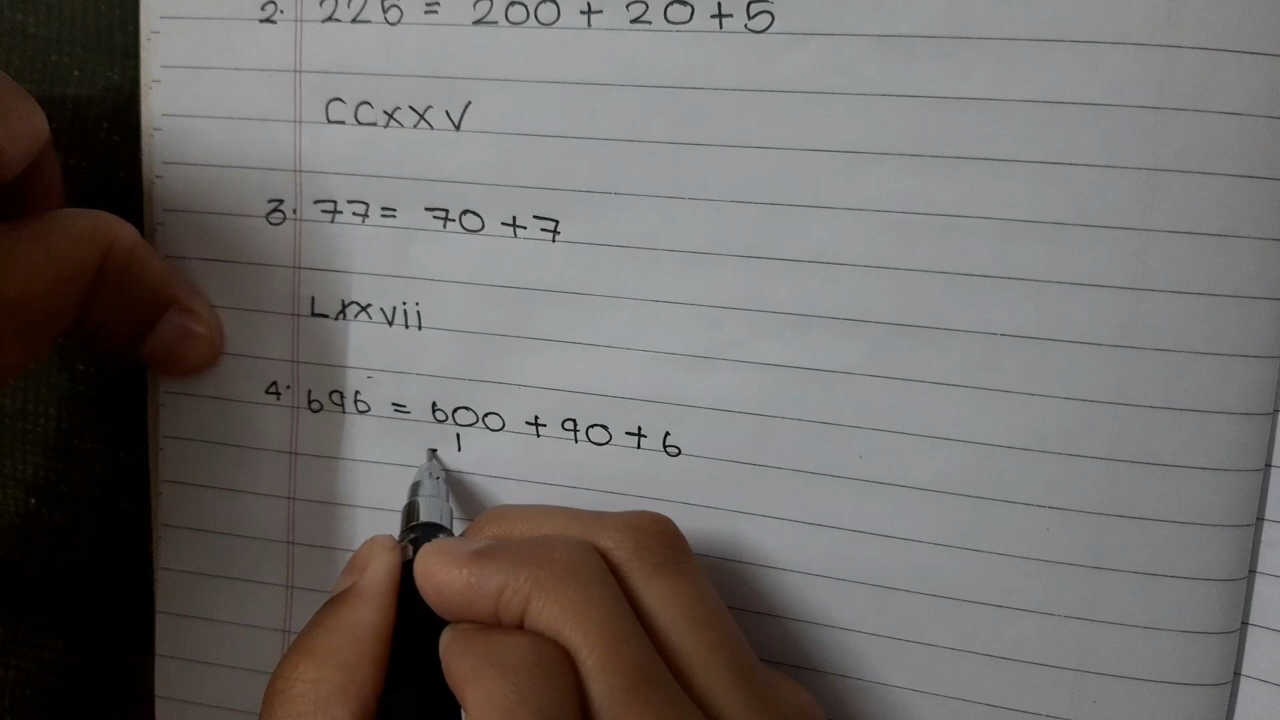 2. 225 = 200 + 20 + 5
CCXXV
3. 77 = 70 + 7
LXXVii
4. 696 = 600 + 90 + 6